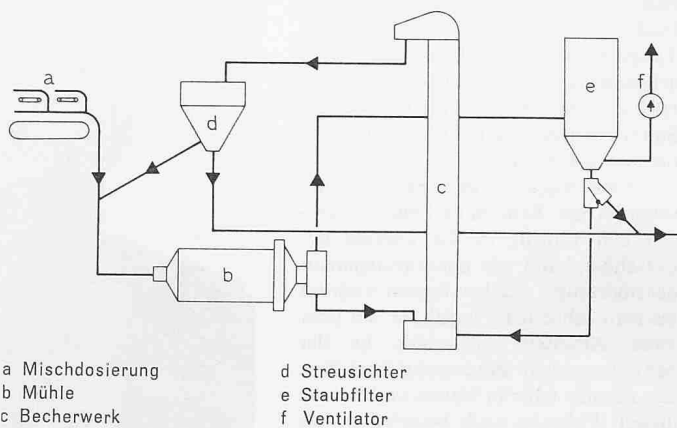 a
d
e
f
c
b
a Mischdosierung
b Mühle
c Becherwerk
d Streusichter
e Staubfilter
f Ventilator